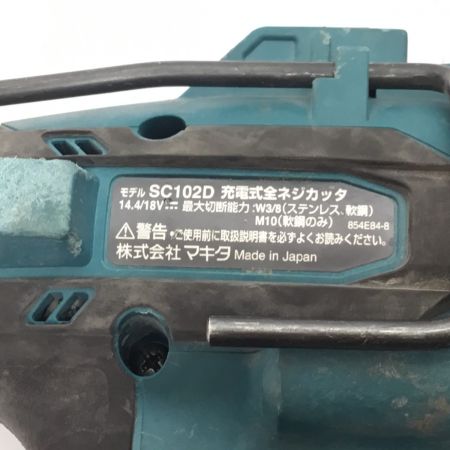 モデル SC102D 充電式全ネジカッタ
14.4/18V⎓ 最大切断能力:W3/8(ステンレス、軟鋼)
M10(軟鋼のみ) 854E84-8
⚠警告・ご使用前に取扱説明書を必ずよくお読みください。
株式会社マキタ Made in Japan